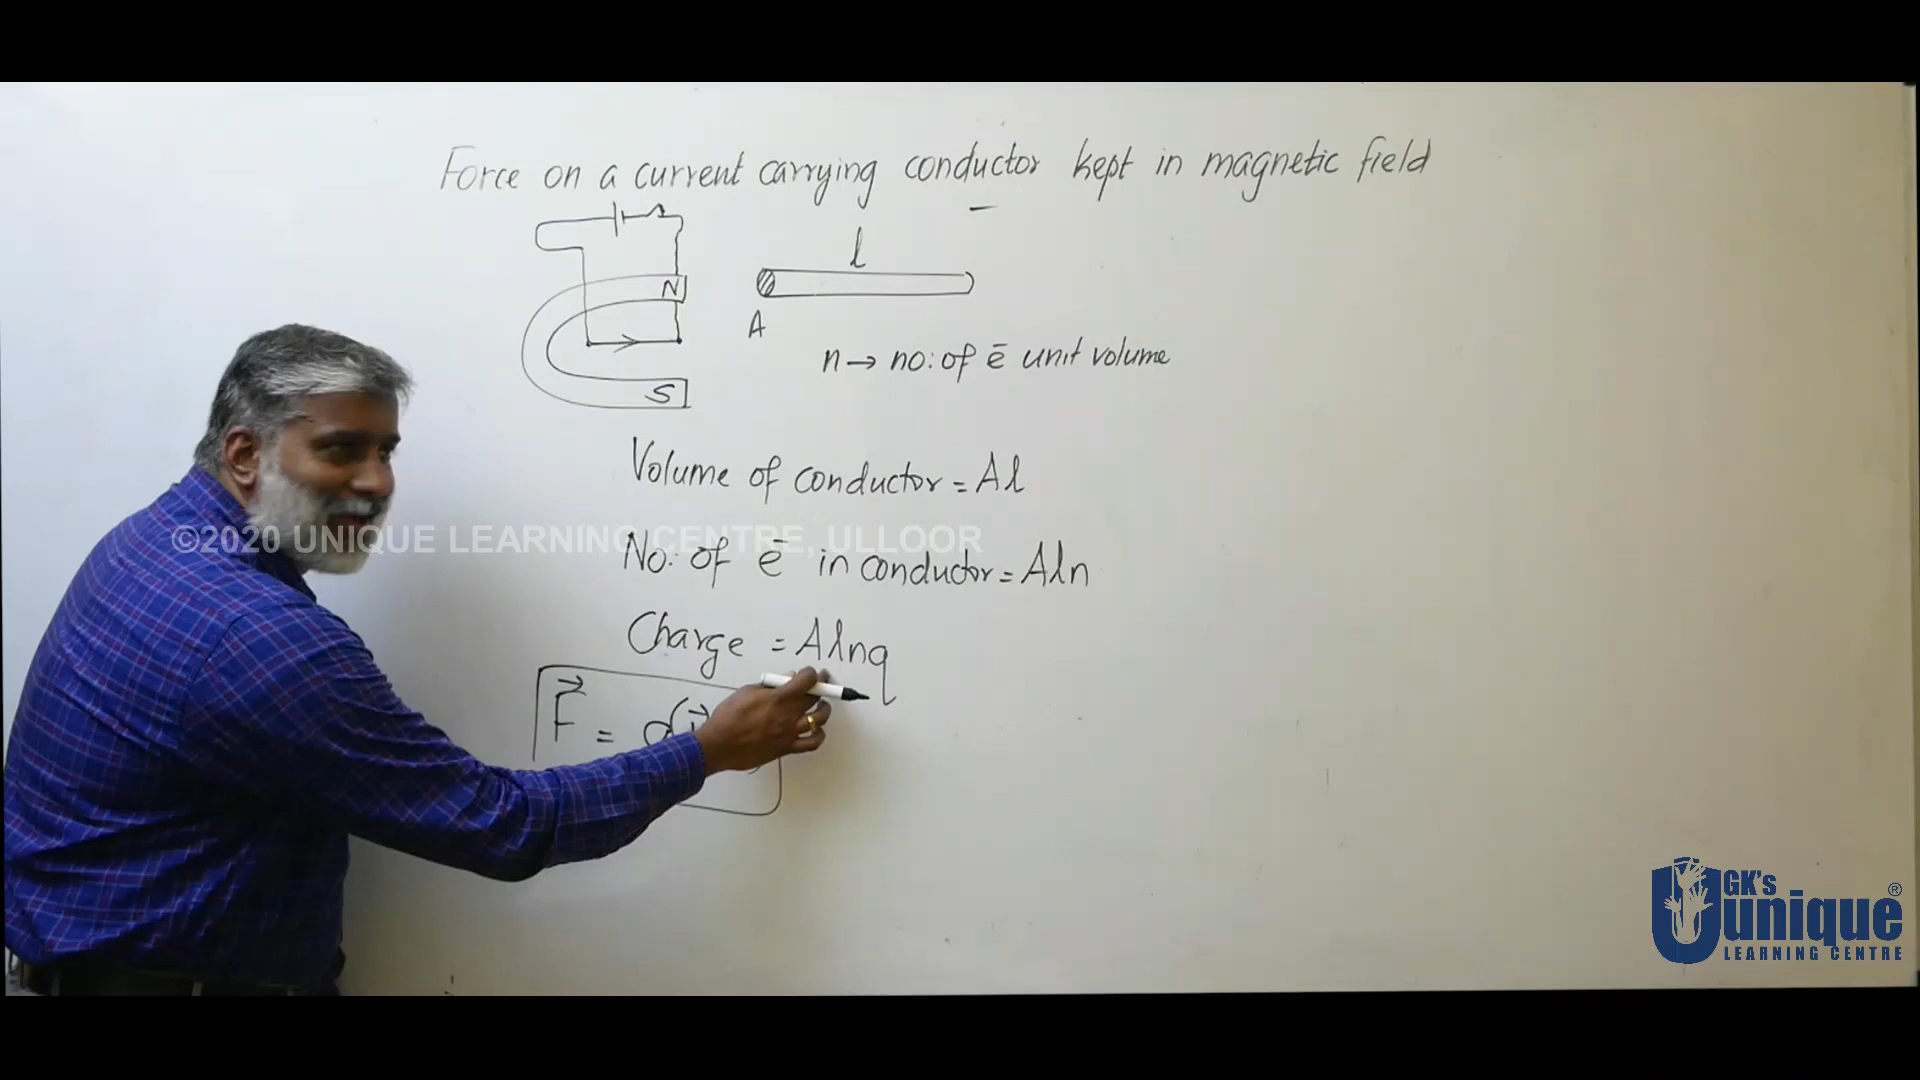 Force on a current carrying conductor kept in magnetic field
N
S
l
A
n → no: of ē unit volume
Volume of conductor = Al
©2020 UNIQUE LEARNING CENTRE, ULLOOR
No: of ē in conductor = Aln
Charge = Alnq
F⃗ = q(
GK's
unique®
LEARNING CENTRE